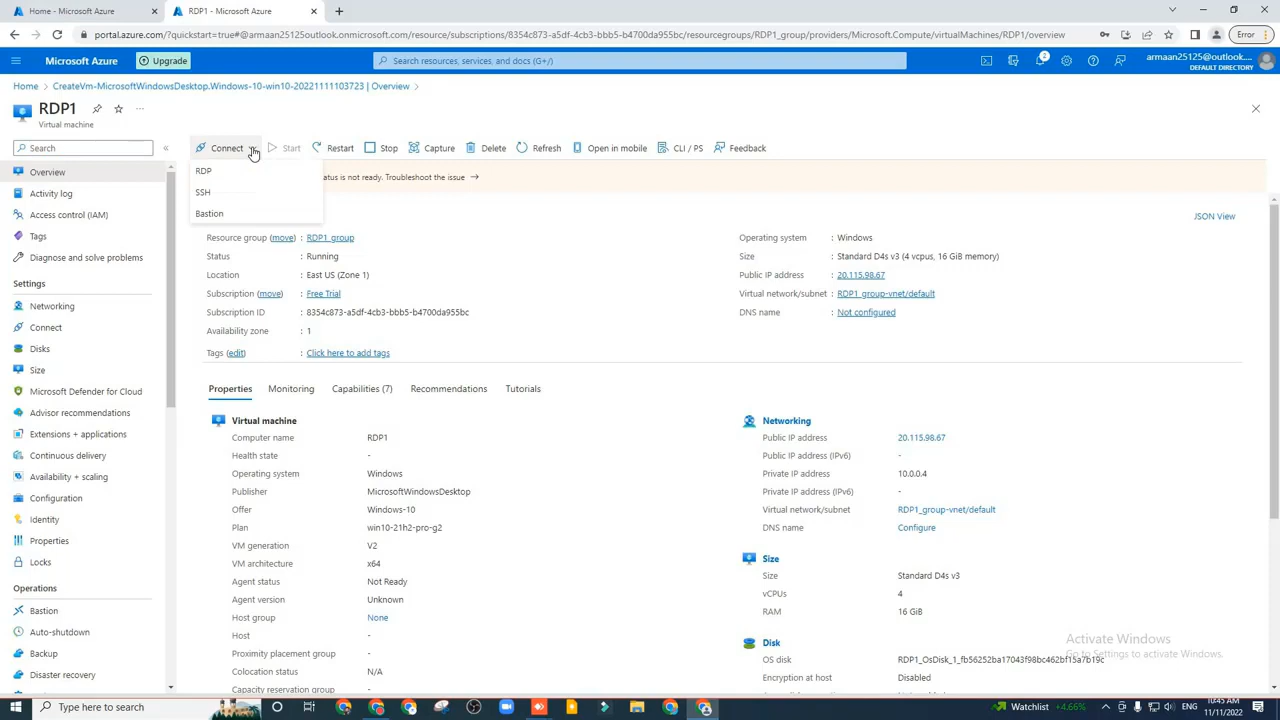 Home - Microsoft Azure
RDP1 - Microsoft Azure
portal.azure.com/?quickstart=true#@armaan25125outlook.onmicrosoft.com/resource/subscriptions/8354c873-a5df-4cb3-bbb5-b4700da955bc/resourcegroups/RDP1_group/providers/Microsoft.Compute/virtualMachines/RDP1/overview
Error
Microsoft Azure
Upgrade
Search resources, services, and docs (G+/)
2
armaan25125@outlook...
DEFAULT DIRECTORY
Home > CreateVm-MicrosoftWindowsDesktop.Windows-10-win10-20221111103723 | Overview >
RDP1
Virtual machine
Search
Connect Start Restart Stop Capture Delete Refresh Open in mobile CLI / PS Feedback
RDP
SSH
Bastion
atus is not ready. Troubleshoot the issue →
JSON View
Overview
Activity log
Access control (IAM)
Tags
Diagnose and solve problems
Settings
Networking
Connect
Disks
Size
Microsoft Defender for Cloud
Advisor recommendations
Extensions + applications
Continuous delivery
Availability + scaling
Configuration
Identity
Properties
Locks
Operations
Bastion
Auto-shutdown
Backup
Disaster recovery
Resource group (move) : RDP1_group
Status : Running
Location : East US (Zone 1)
Subscription (move) : Free Trial
Subscription ID : 8354c873-a5df-4cb3-bbb5-b4700da955bc
Availability zone : 1
Tags (edit) : Click here to add tags
Operating system : Windows
Size : Standard D4s v3 (4 vcpus, 16 GiB memory)
Public IP address : 20.115.98.67
Virtual network/subnet : RDP1_group-vnet/default
DNS name : Not configured
Properties Monitoring Capabilities (7) Recommendations Tutorials
Virtual machine
Computer name RDP1
Health state -
Operating system Windows
Publisher MicrosoftWindowsDesktop
Offer Windows-10
Plan win10-21h2-pro-g2
VM generation V2
VM architecture x64
Agent status Not Ready
Agent version Unknown
Host group None
Host -
Proximity placement group -
Colocation status N/A
Capacity reservation group -
Networking
Public IP address 20.115.98.67
Public IP address (IPv6) -
Private IP address 10.0.0.4
Private IP address (IPv6) -
Virtual network/subnet RDP1_group-vnet/default
DNS name Configure
Size
Size Standard D4s v3
vCPUs 4
RAM 16 GiB
Disk
OS disk RDP1_OsDisk_1_fb56252ba17043f98bc462bf15a7b19c
Encryption at host Disabled
Activate Windows
Go to Settings to activate Windows.
Type here to search
Watchlist +4.66%
ENG
10:45 AM
11/11/2022